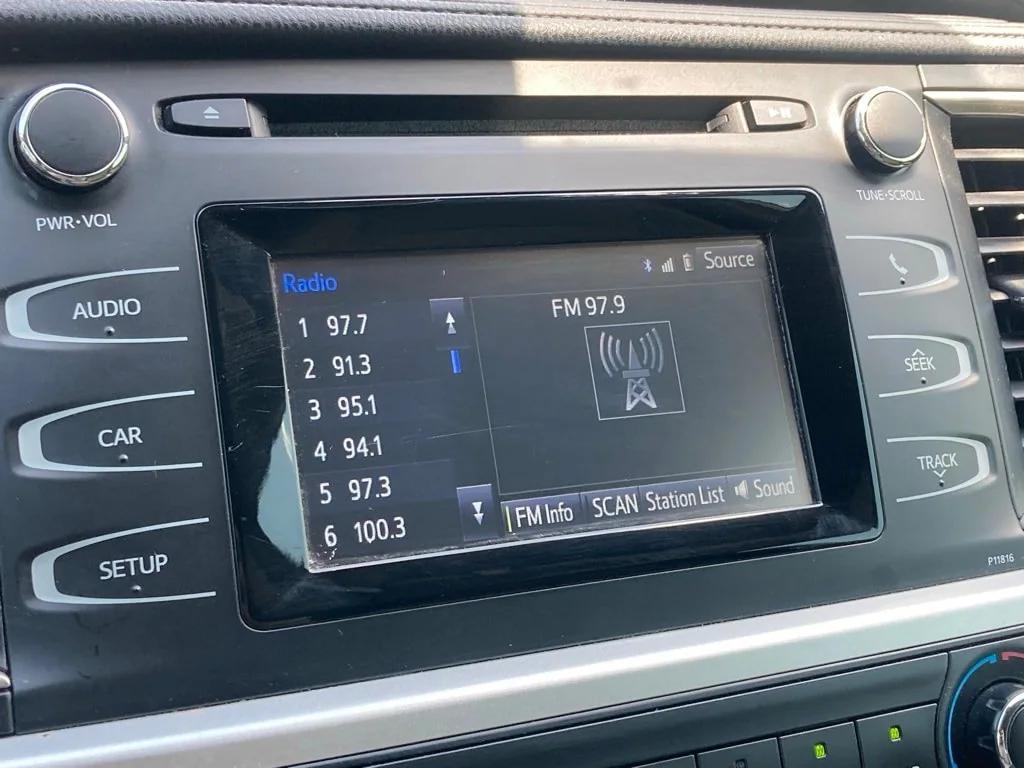 PWR•VOL
TUNE•SCROLL
AUDIO
CAR
SETUP
Radio
Source
1 97.7
2 91.3
3 95.1
4 94.1
5 97.3
6 100.3
FM 97.9
FM Info
SCAN
Station List
Sound
SEEK
TRACK
P11816